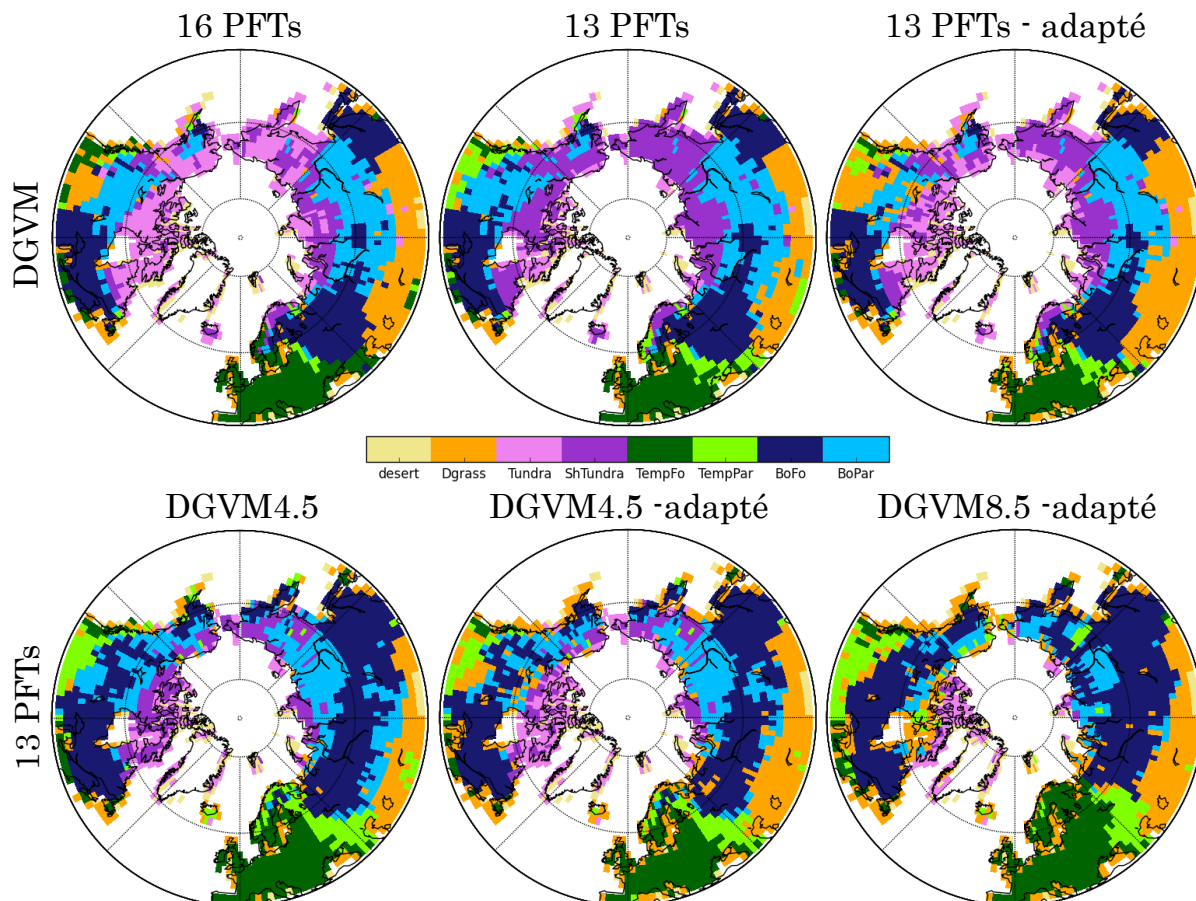 16 PFTs
13 PFTs
13 PFTs - adapté
DGVM
desert Dgrass Tundra ShTundra TempFo TempPar BoFo BoPar
DGVM4.5
DGVM4.5 -adapté
DGVM8.5 -adapté
13 PFTs